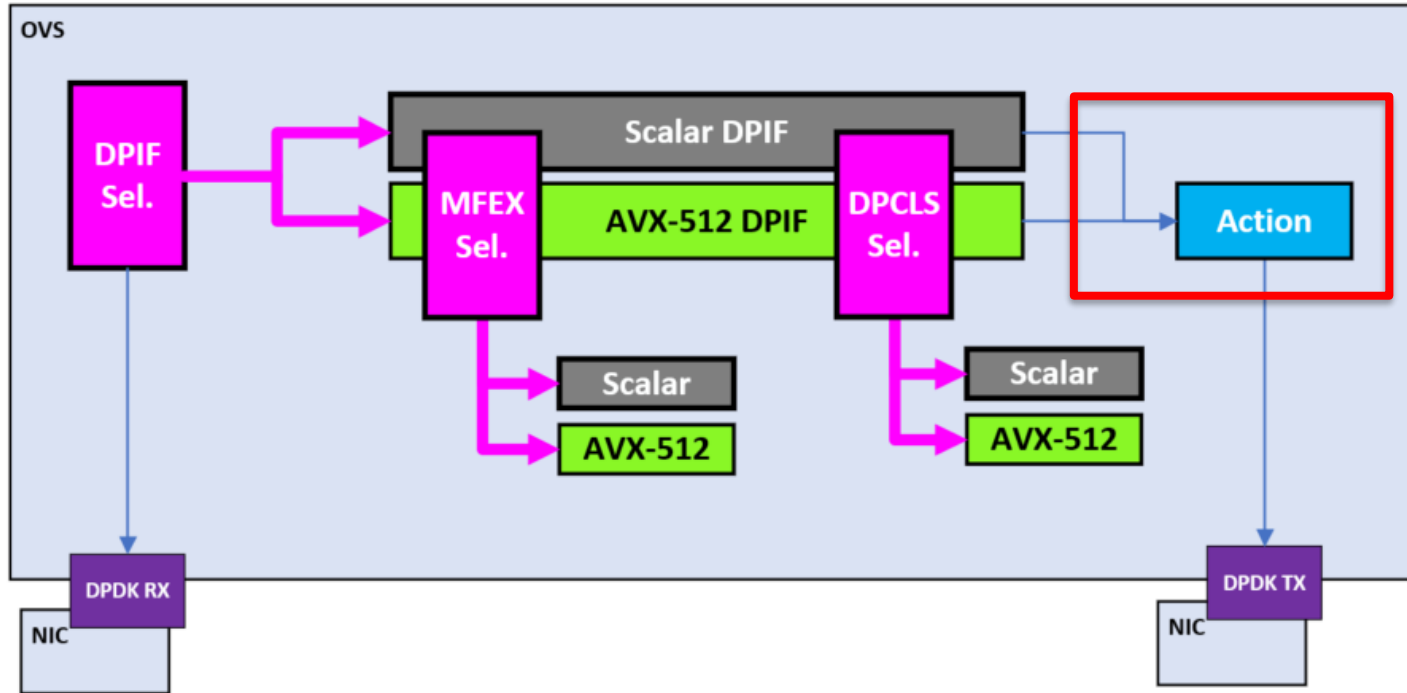 OVS
DPIF
Sel.
Scalar DPIF
MFEX
Sel.
AVX-512 DPIF
DPCLS
Sel.
Action
Scalar
AVX-512
Scalar
AVX-512
DPDK RX
NIC
DPDK TX
NIC